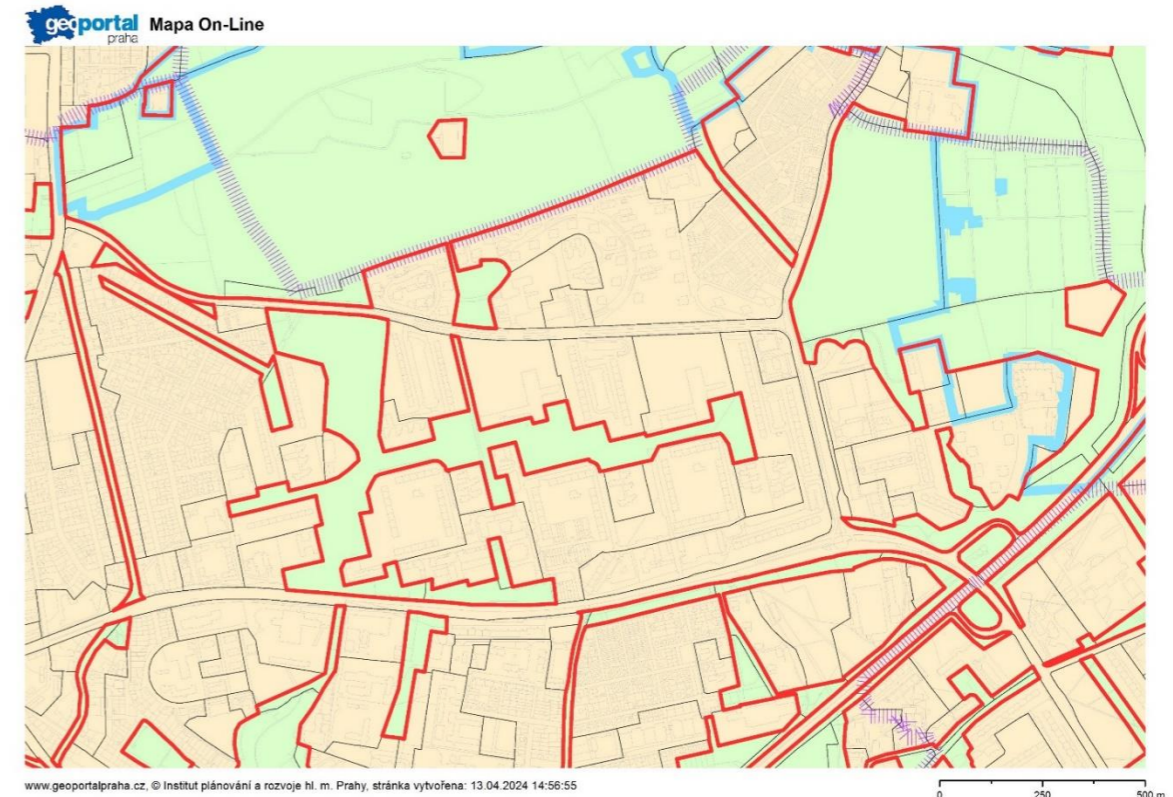 geoportal
praha
Mapa On-Line
www.geoportalpraha.cz, © Institut plánování a rozvoje hl. m. Prahy, stránka vytvořena: 13.04.2024 14:56:55
0 250 500 m